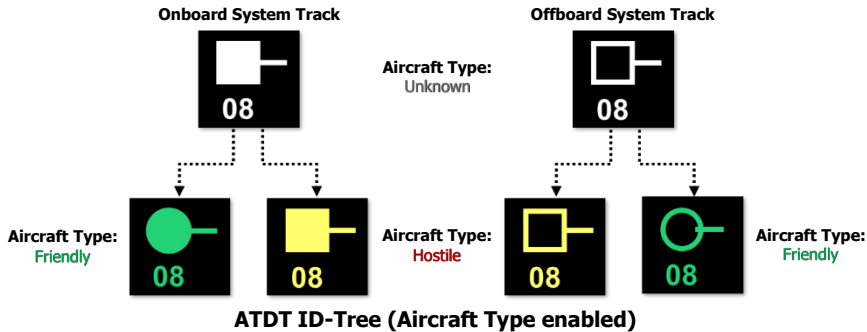 Onboard System Track
Offboard System Track
08
Aircraft Type:
Unknown
08
Aircraft Type:
Friendly
08
08
Aircraft Type:
Hostile
08
08
Aircraft Type:
Friendly
ATDT ID-Tree (Aircraft Type enabled)